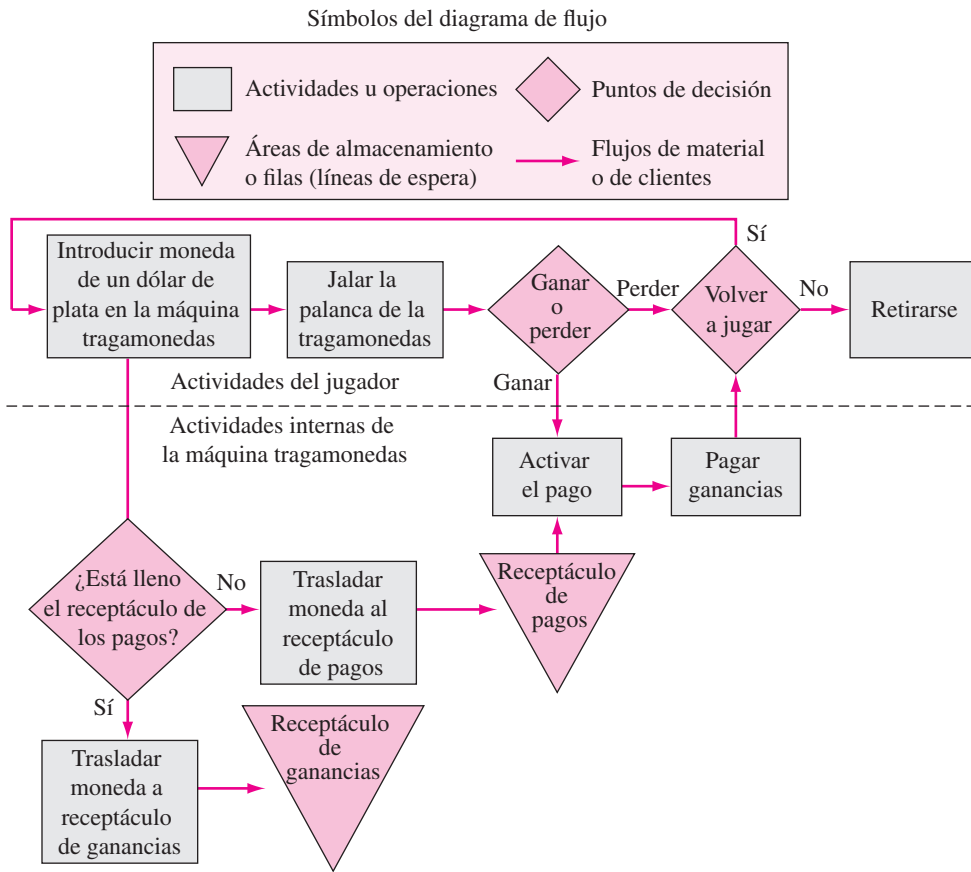 Símbolos del diagrama de flujo
Actividades u operaciones
Puntos de decisión
Áreas de almacenamiento
o filas (líneas de espera)
Flujos de material
o de clientes
Sí
Introducir moneda
de un dólar de
plata en la máquina
tragamonedas
Jalar la
palanca de la
tragamonedas
Ganar
o
perder
Perder
Volver
a jugar
No
Retirarse
Actividades del jugador
Ganar
Actividades internas de
la máquina tragamonedas
Activar
el pago
Pagar
ganancias
¿Está lleno
el receptáculo de
los pagos?
No
Trasladar
moneda al
receptáculo
de pagos
Receptáculo
de
pagos
Sí
Trasladar
moneda a
receptáculo
de ganancias
Receptáculo
de
ganancias